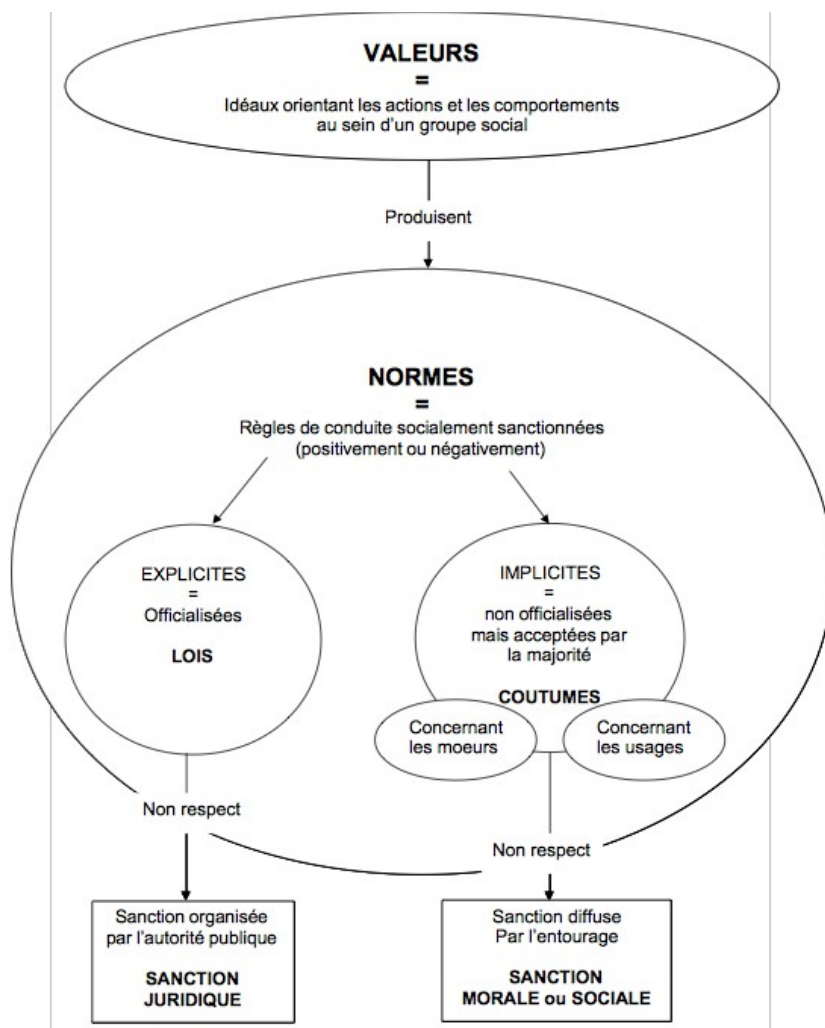 VALEURS
=
Idéaux orientant les actions et les comportements
au sein d'un groupe social
Produisent
NORMES
=
Règles de conduite socialement sanctionnées
(positivement ou négativement)
EXPLICITES
=
Officialisées
LOIS
IMPLICITES
=
non officialisées
mais acceptées par
la majorité
COUTUMES
Concernant
les moeurs
Concernant
les usages
Non respect
Non respect
Sanction organisée
par l'autorité publique
SANCTION
JURIDIQUE
Sanction diffuse
Par l'entourage
SANCTION
MORALE ou SOCIALE